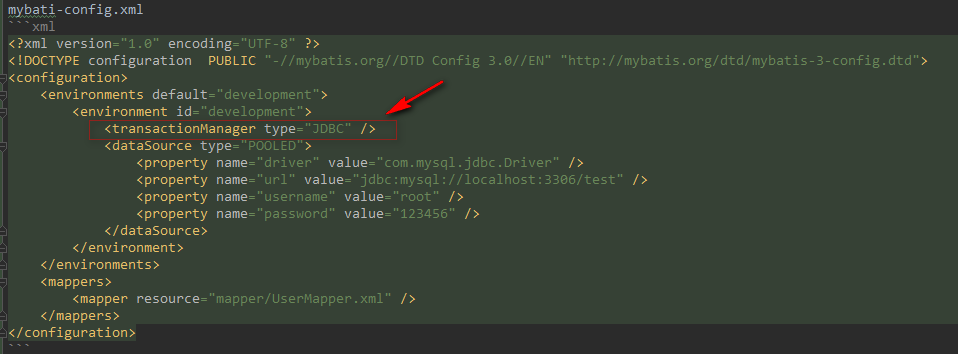 mybati-config.xml
```xml
<?xml version="1.0" encoding="UTF-8" ?>
<!DOCTYPE configuration  PUBLIC "-//mybatis.org//DTD Config 3.0//EN" "http://mybatis.org/dtd/mybatis-3-config.dtd">
<configuration>
    <environments default="development">
        <environment id="development">
            <transactionManager type="JDBC" />
            <dataSource type="POOLED">
                <property name="driver" value="com.mysql.jdbc.Driver" />
                <property name="url" value="jdbc:mysql://localhost:3306/test" />
                <property name="username" value="root" />
                <property name="password" value="123456" />
            </dataSource>
        </environment>
    </environments>
    <mappers>
        <mapper resource="mapper/UserMapper.xml" />
    </mappers>
</configuration>
```